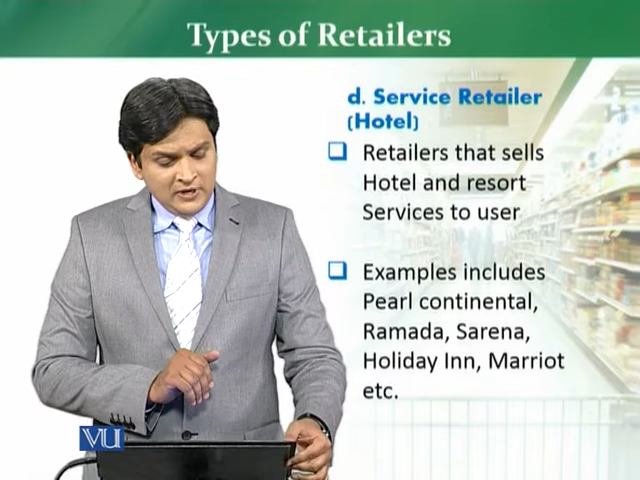 Types of Retailers
d. Service Retailer
(Hotel)
Retailers that sells
Hotel and resort
Services to user
Examples includes
Pearl continental,
Ramada, Sarena,
Holiday Inn, Marriot
etc.
VU